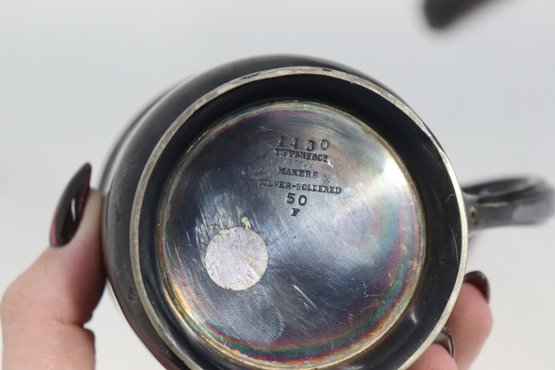 1430
TIFFANY&CO
MAKERS
SILVER-SOLDERED
50
F